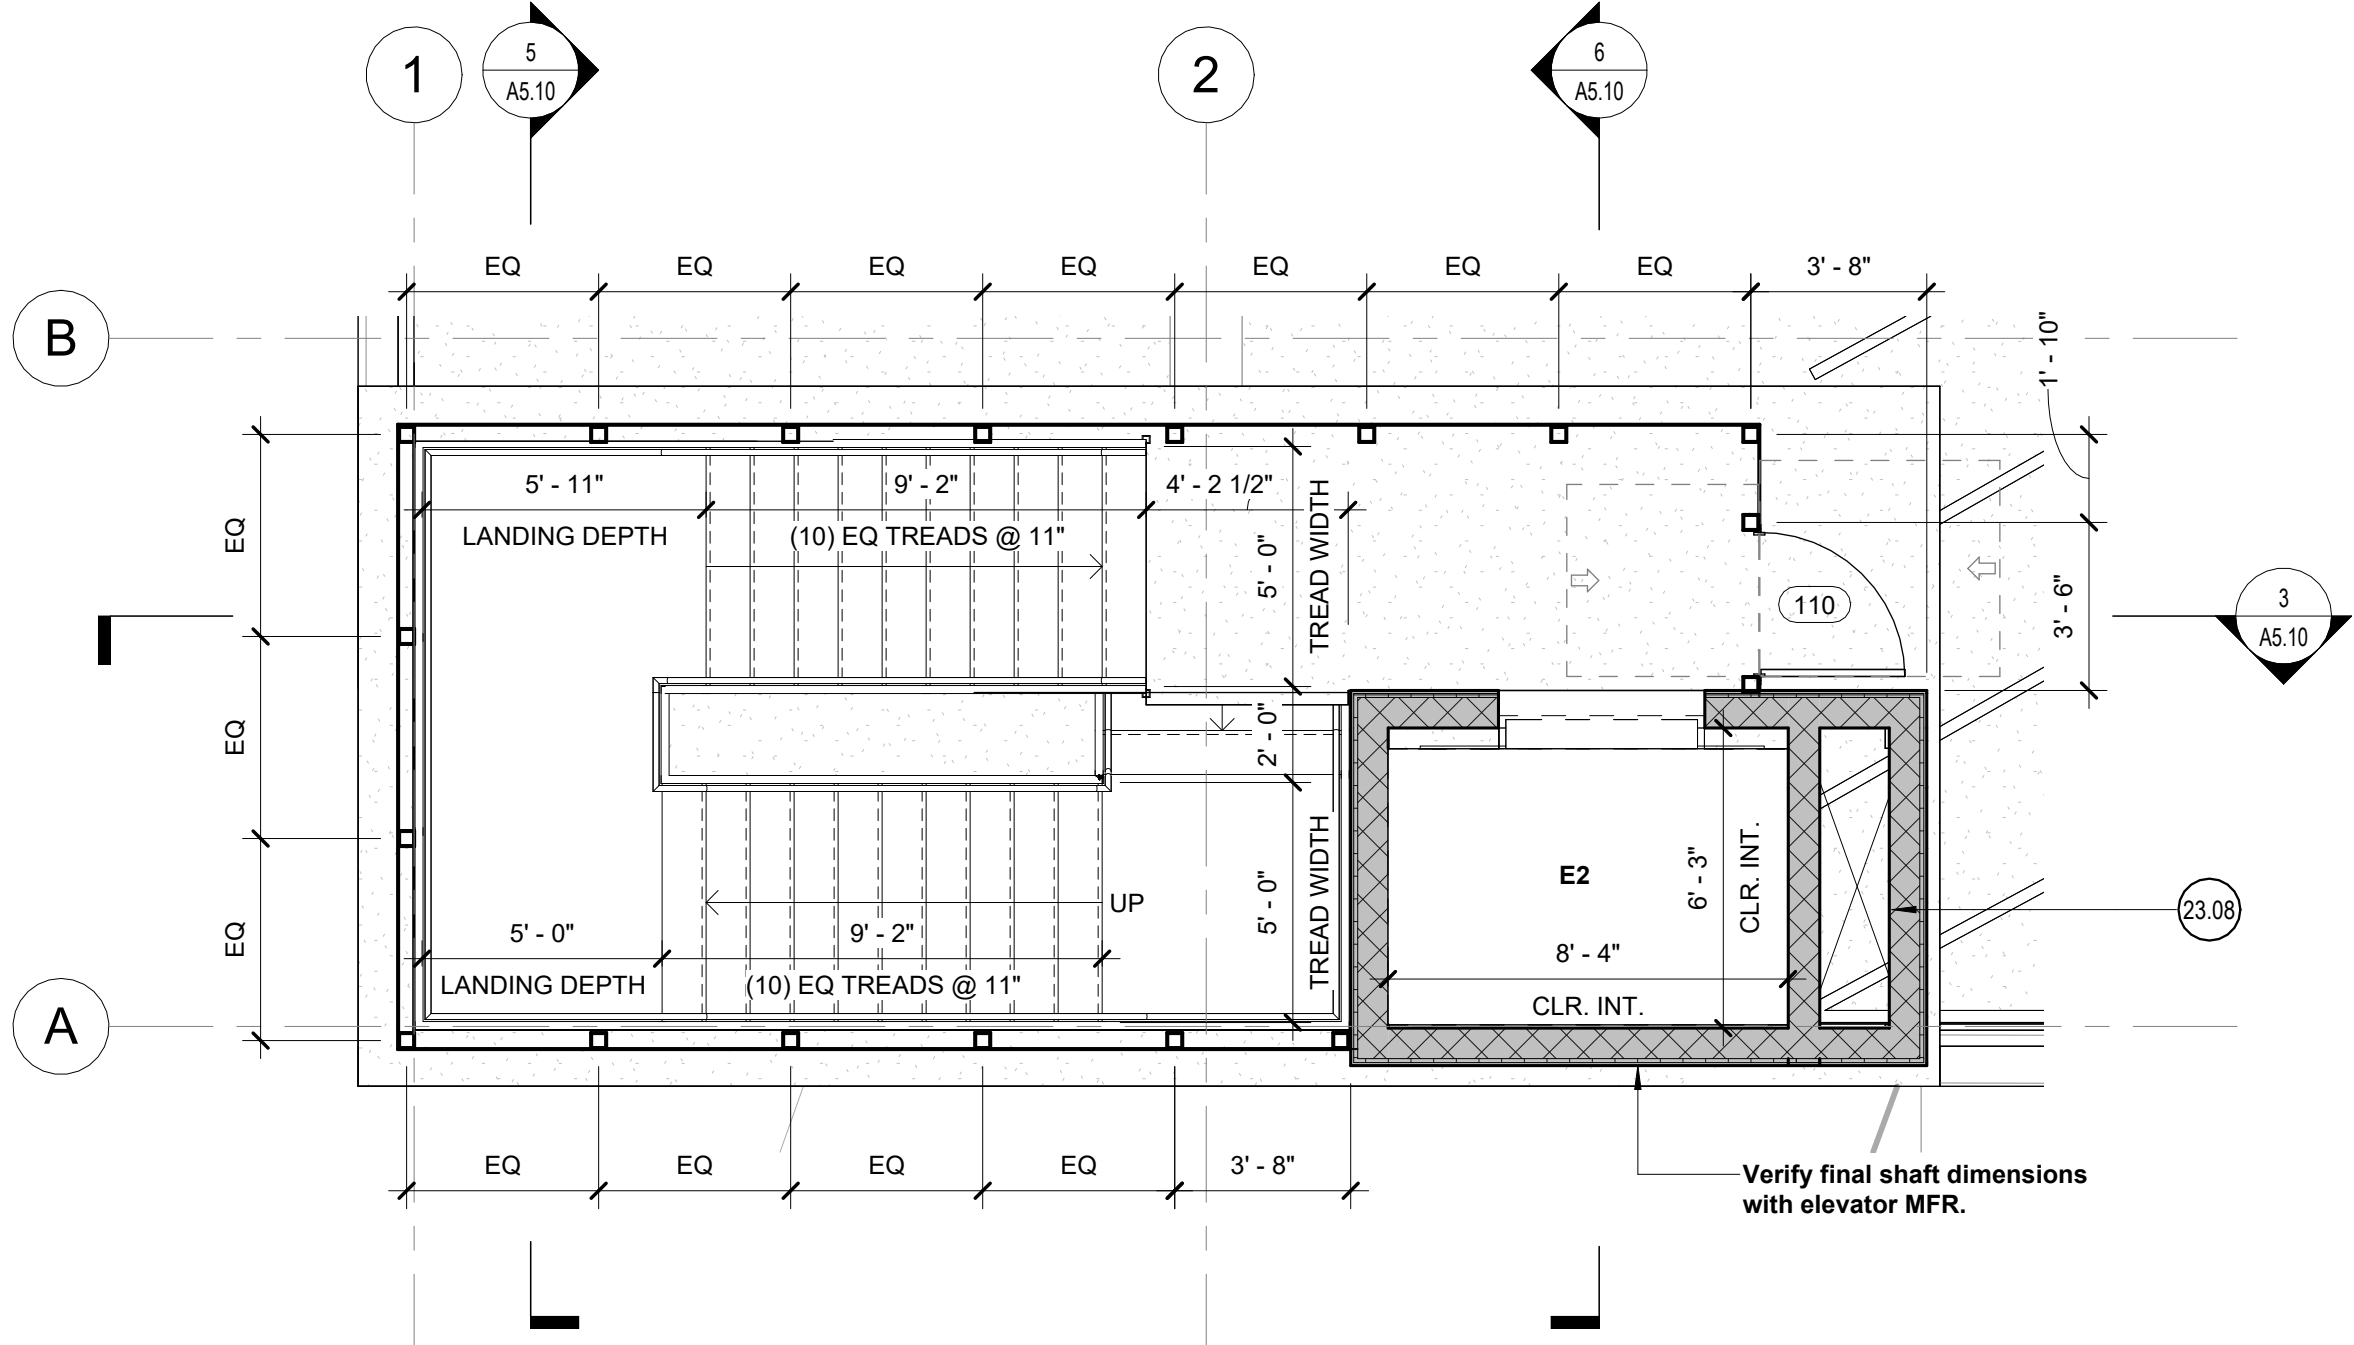 1
5
A5.10
2
6
A5.10
EQ
EQ
EQ
EQ
EQ
EQ
EQ
3' - 8"
B
1' - 10"
5' - 11"
9' - 2"
4' - 2 1/2"
LANDING DEPTH
(10) EQ TREADS @ 11"
EQ
5' - 0"
TREAD WIDTH
110
3' - 6"
3
A5.10
EQ
2' - 0"
E2
6' - 3"
CLR. INT.
UP
5' - 0"
TREAD WIDTH
23.08
EQ
5' - 0"
9' - 2"
8' - 4"
LANDING DEPTH
(10) EQ TREADS @ 11"
CLR. INT.
A
EQ
EQ
EQ
EQ
3' - 8"
Verify final shaft dimensions
with elevator MFR.